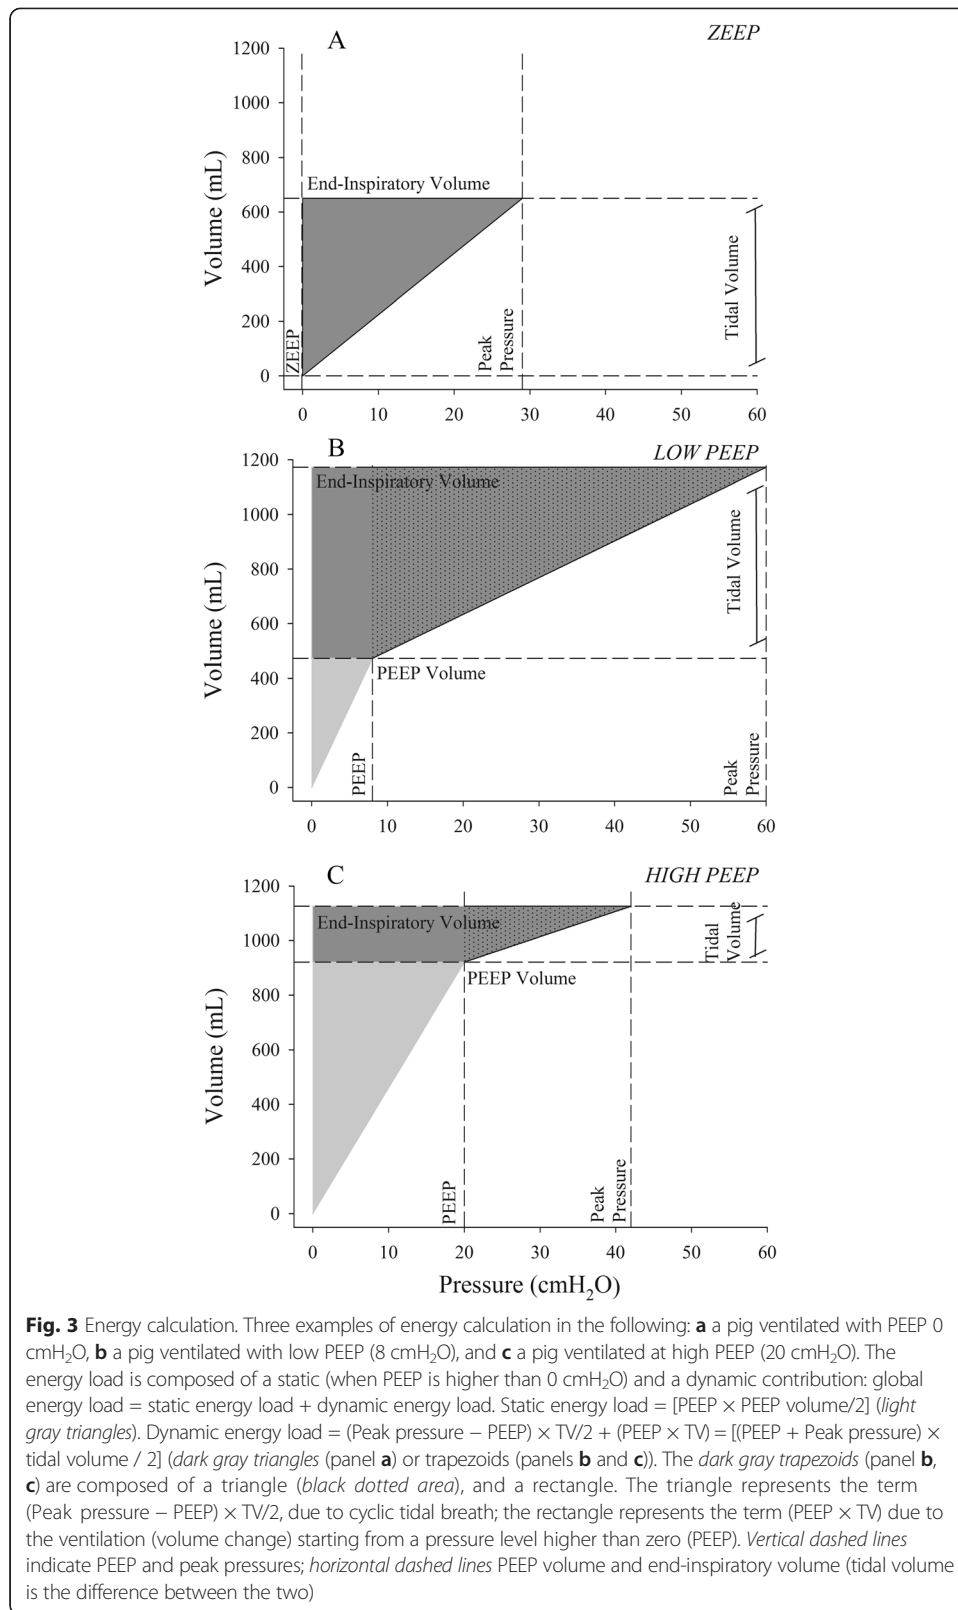 A
ZEEP
1200
1000
800
600
400
200
0
Volume (mL)
End-Inspiratory Volume
ZEEP
Peak
Pressure
Tidal Volume
0 10 20 30 40 50 60
B
LOW PEEP
1200
1000
800
600
400
200
0
Volume (mL)
End-Inspiratory Volume
PEEP Volume
PEEP
Peak
Pressure
Tidal Volume
0 10 20 30 40 50 60
C
HIGH PEEP
1200
1000
800
600
400
200
0
Volume (mL)
End-Inspiratory Volume
PEEP Volume
PEEP
Peak
Pressure
Tidal
Volume
0 10 20 30 40 50 60
Pressure (cmH₂O)
Fig. 3 Energy calculation. Three examples of energy calculation in the following: a a pig ventilated with PEEP 0
cmH₂O, b a pig ventilated with low PEEP (8 cmH₂O), and c a pig ventilated at high PEEP (20 cmH₂O). The
energy load is composed of a static (when PEEP is higher than 0 cmH₂O) and a dynamic contribution: global
energy load = static energy load + dynamic energy load. Static energy load = [PEEP × PEEP volume/2] (light
gray triangles). Dynamic energy load = (Peak pressure − PEEP) × TV/2 + (PEEP × TV) = [(PEEP + Peak pressure) ×
tidal volume / 2] (dark gray triangles (panel a) or trapezoids (panels b and c)). The dark gray trapezoids (panel b,
c) are composed of a triangle (black dotted area), and a rectangle. The triangle represents the term
(Peak pressure − PEEP) × TV/2, due to cyclic tidal breath; the rectangle represents the term (PEEP × TV) due to
the ventilation (volume change) starting from a pressure level higher than zero (PEEP). Vertical dashed lines
indicate PEEP and peak pressures; horizontal dashed lines PEEP volume and end-inspiratory volume (tidal volume
is the difference between the two)